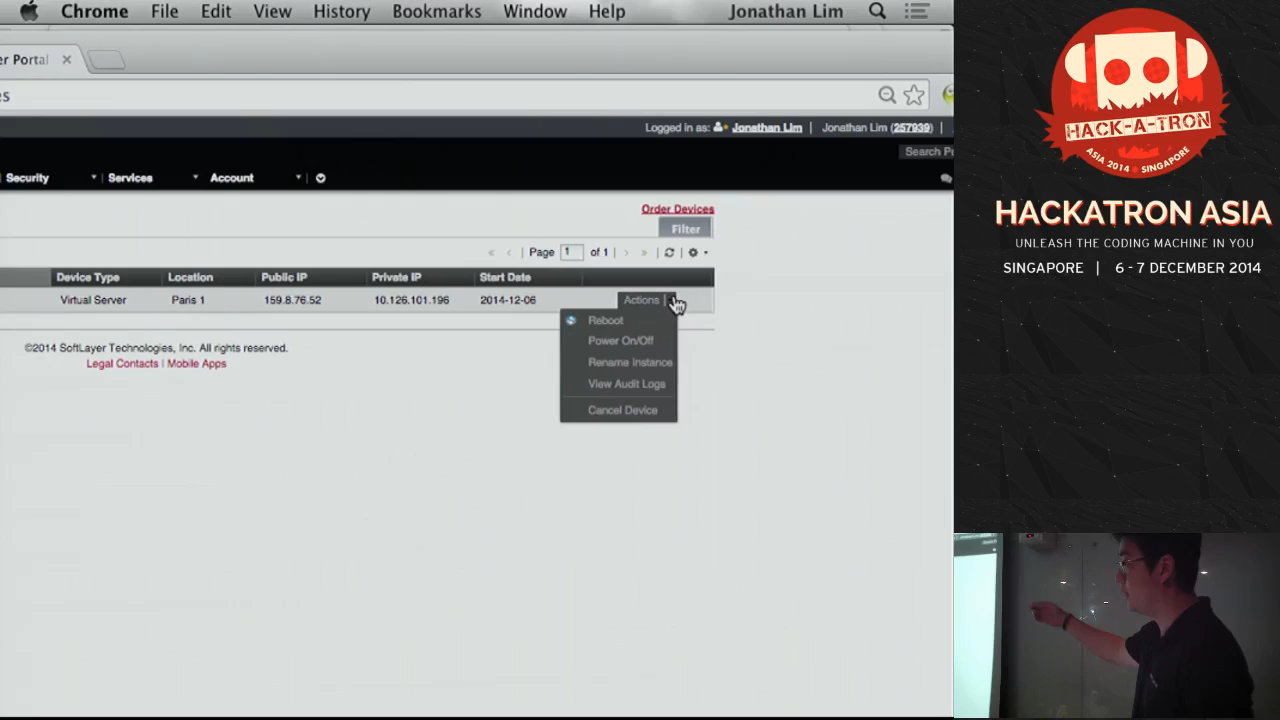 Chrome File Edit View History Bookmarks Window Help Jonathan Lim
er Portal
es
Logged in as: Jonathan Lim | Jonathan Lim (257939) |
Search P
Security | Services Account |
Order Devices
Filter
« ‹ | Page 1 of 1 | › » | |
Device Type Location Public IP Private IP Start Date
Virtual Server Paris 1 159.8.76.52 10.126.101.196 2014-12-06 Actions |
Reboot
Power On/Off
Rename Instance
View Audit Logs
Cancel Device
©2014 SoftLayer Technologies, Inc. All rights reserved.
Legal Contacts | Mobile Apps
HACK-A-TRON
ASIA 2014 SINGAPORE
HACKATRON ASIA
UNLEASH THE CODING MACHINE IN YOU
SINGAPORE | 6 - 7 DECEMBER 2014